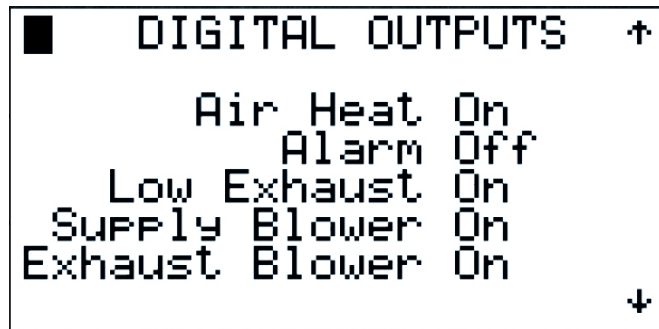 DIGITAL OUTPUTS ↑
Air Heat On
Alarm Off
Low Exhaust On
Supply Blower On
Exhaust Blower On
↓